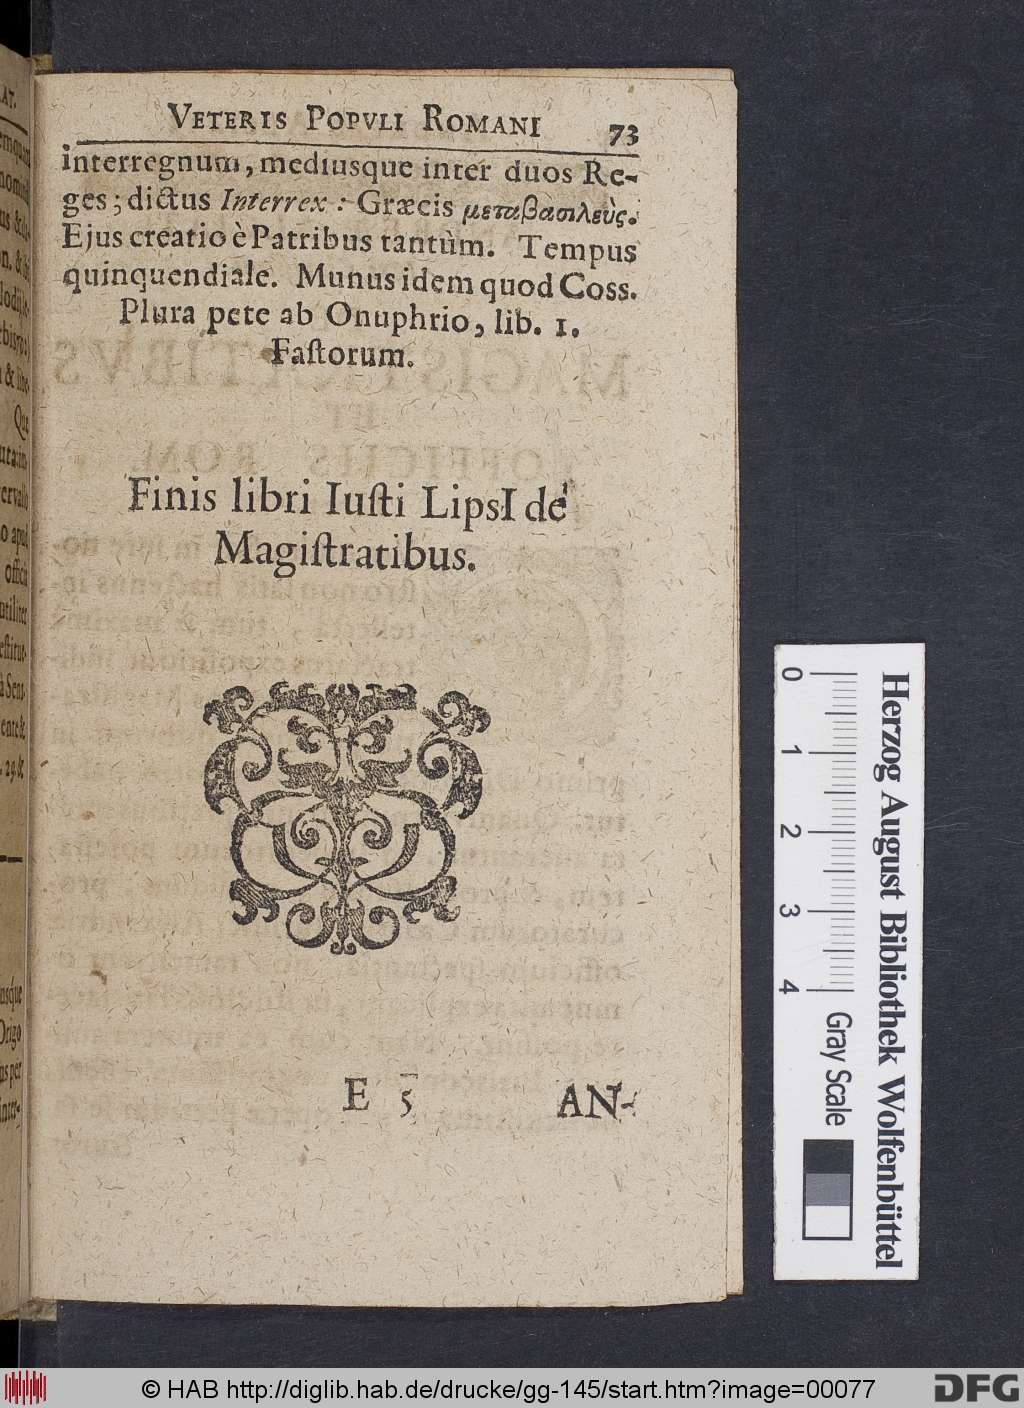 VETERIS POPVLI ROMANI 73
interregnum, mediusque inter duos Re-
ges; dictus Interrex: Græcis μεταβασιλεὺς.
Ejus creatio è Patribus tantùm. Tempus
quinquendiale. Munus idem quod Coss.
Plura pete ab Onuphrio, lib. 1.
Faſtorum.
Finis libri Iuſti LipsI de
Magiſtratibus.
E 5 AN-
0 1 2 3 4 Gray Scale
Herzog August Bibliothek Wolfenbüttel
© HAB http://diglib.hab.de/drucke/gg-145/start.htm?image=00077
DFG